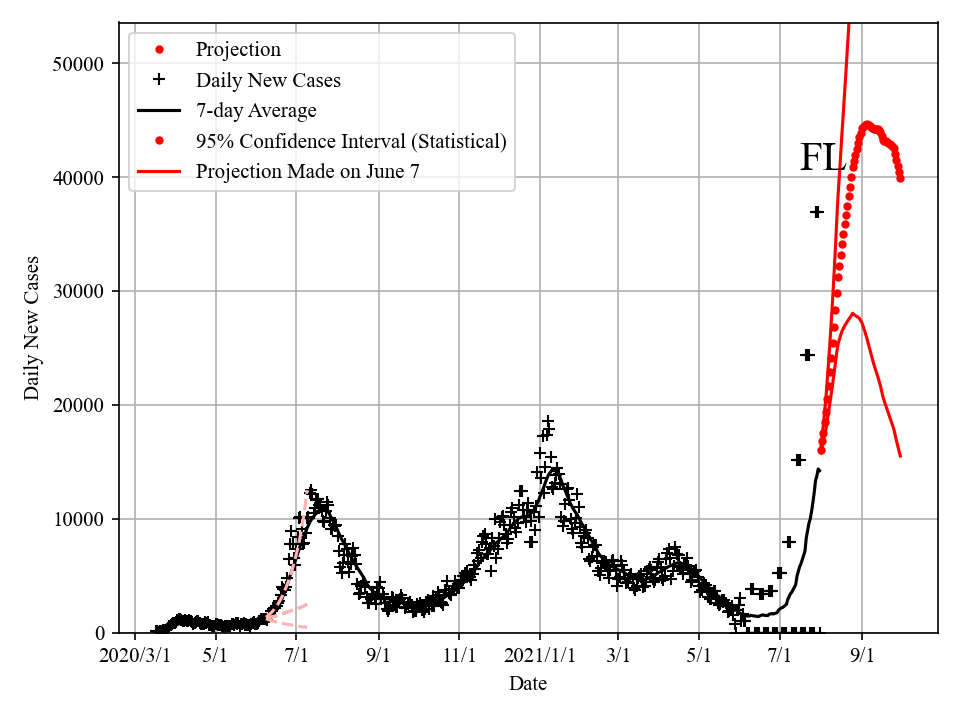 Projection
Daily New Cases
7-day Average
95% Confidence Interval (Statistical)
Projection Made on June 7
FL
50000
40000
30000
20000
10000
0
Daily New Cases
2020/3/1 5/1 7/1 9/1 11/1 2021/1/1 3/1 5/1 7/1 9/1
Date